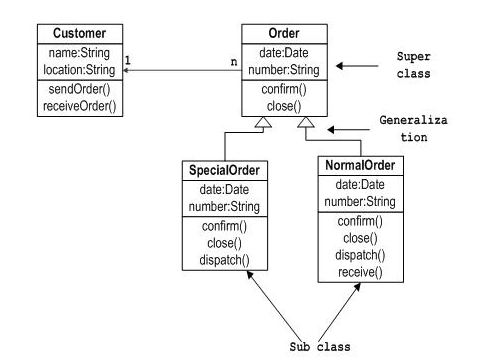 Customer
name:String
location:String
sendOrder()
receiveOrder()
1
n
Order
date:Date
number:String
confirm()
close()
Super
class
Generaliza
tion
SpecialOrder
date:Date
number:String
confirm()
close()
dispatch()
NormalOrder
date:Date
number:String
confirm()
close()
dispatch()
receive()
Sub class